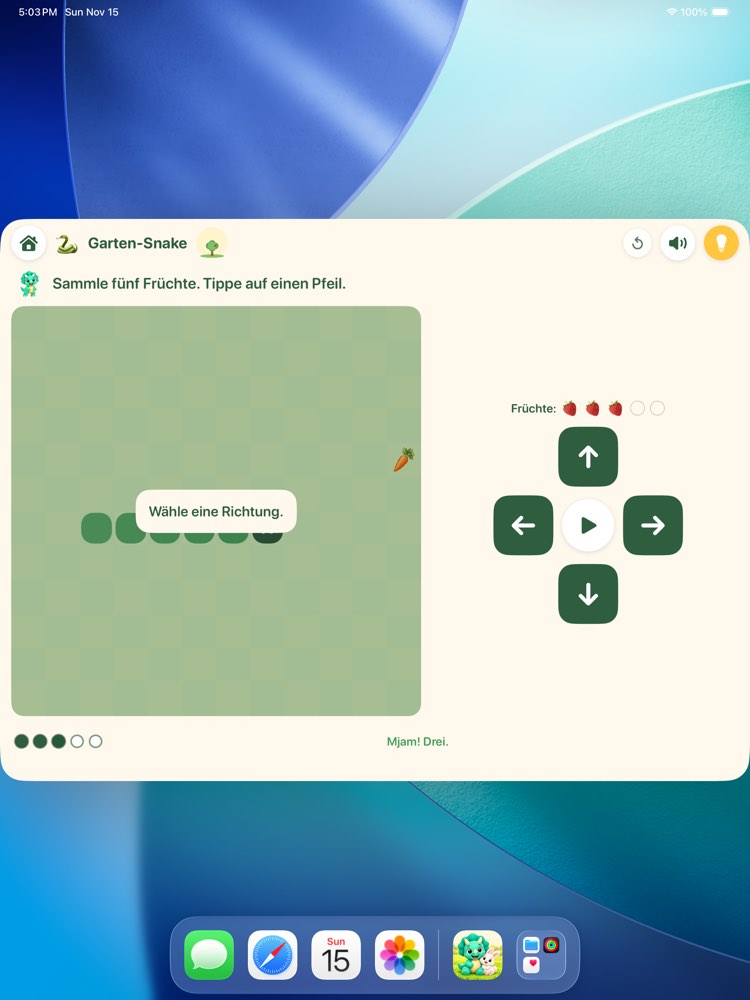 5:03 PM Sun Nov 15
100%
Garten-Snake
Sammle fünf Früchte. Tippe auf einen Pfeil.
Früchte:
Wähle eine Richtung.
Mjam! Drei.
Sun
15